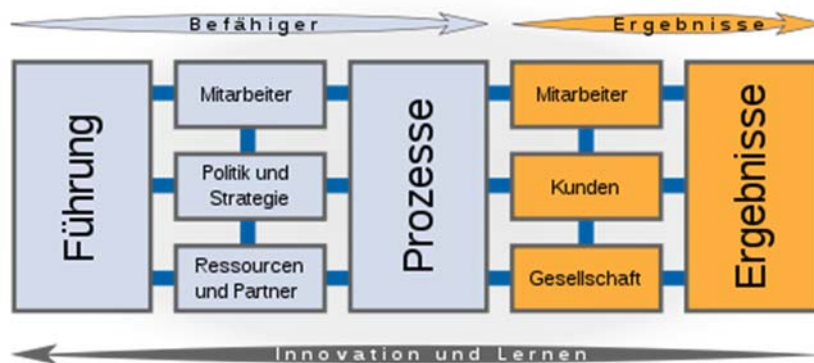 Befähiger
Ergebnisse
Führung
Mitarbeiter
Politik und
Strategie
Ressourcen
und Partner
Prozesse
Mitarbeiter
Kunden
Gesellschaft
Ergebnisse
Innovation und Lernen